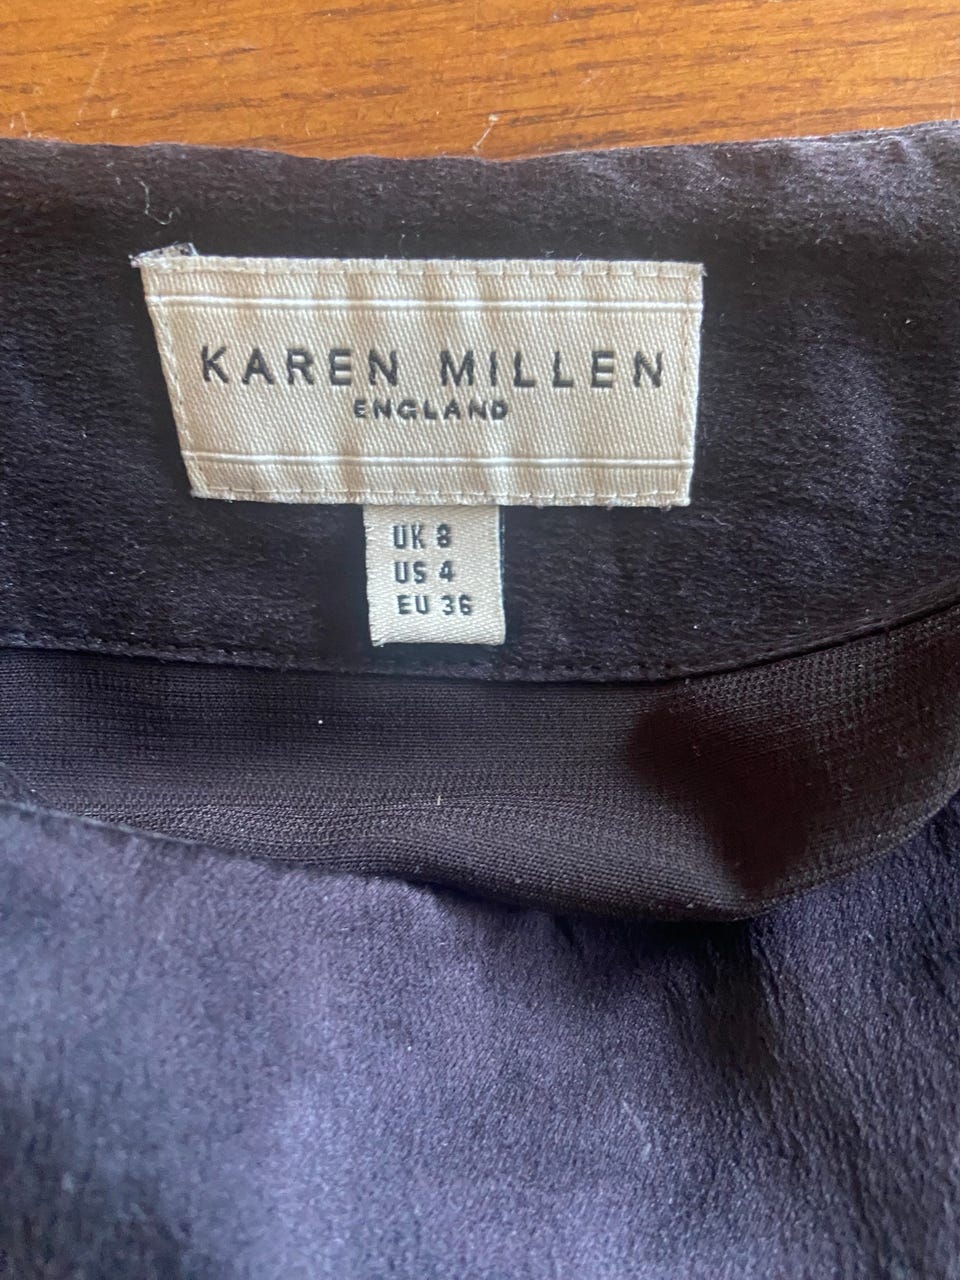 KAREN MILLEN
ENGLAND
UK 8
US 4
EU 36